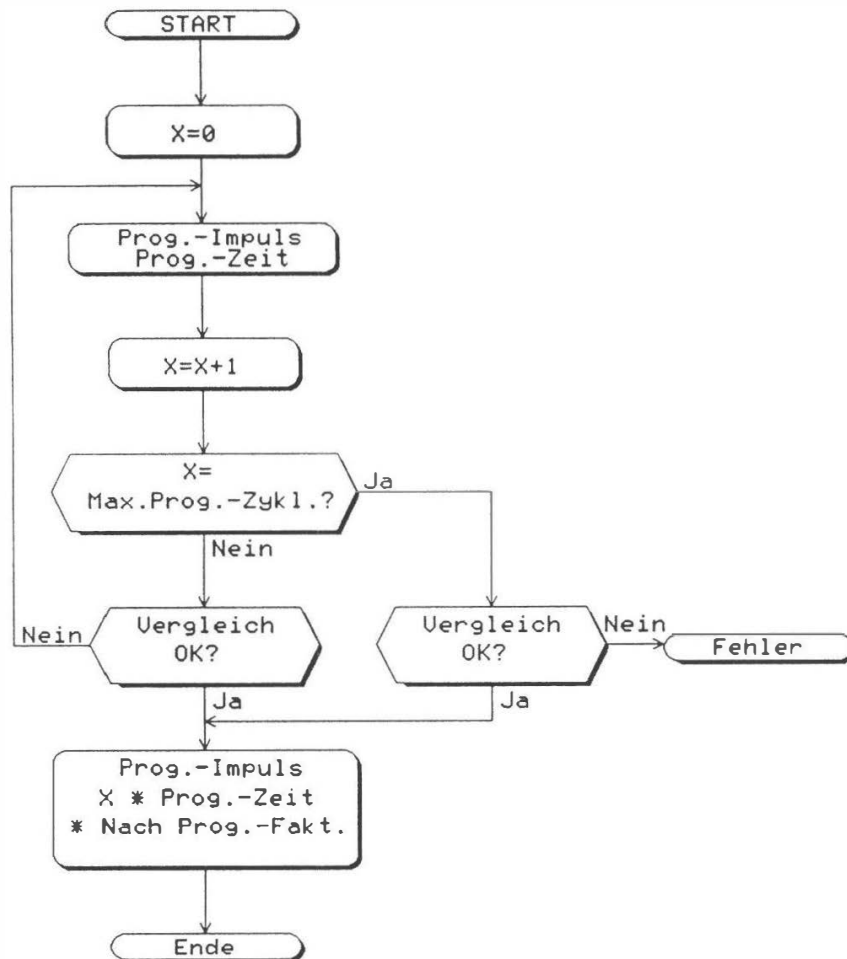 START
X=0
Prog.-Impuls
Prog.-Zeit
X=X+1
X=
Max.Prog.-Zykl.?
Ja
Nein
Nein
Vergleich
OK?
Vergleich
OK?
Nein
Fehler
Ja
Ja
Prog.-Impuls
X * Prog.-Zeit
* Nach Prog.-Fakt.
Ende